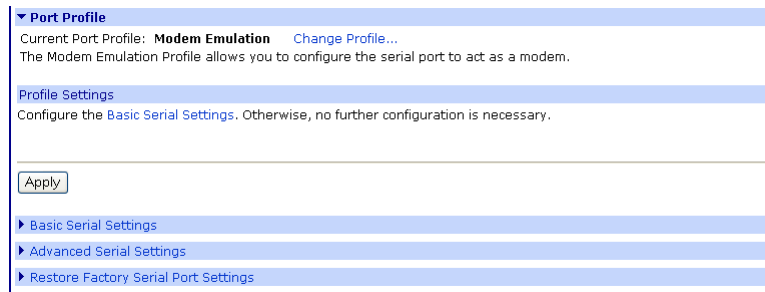 Port Profile
Current Port Profile: Modem Emulation Change Profile...
The Modem Emulation Profile allows you to configure the serial port to act as a modem.
Profile Settings
Configure the Basic Serial Settings. Otherwise, no further configuration is necessary.
Apply
Basic Serial Settings
Advanced Serial Settings
Restore Factory Serial Port Settings